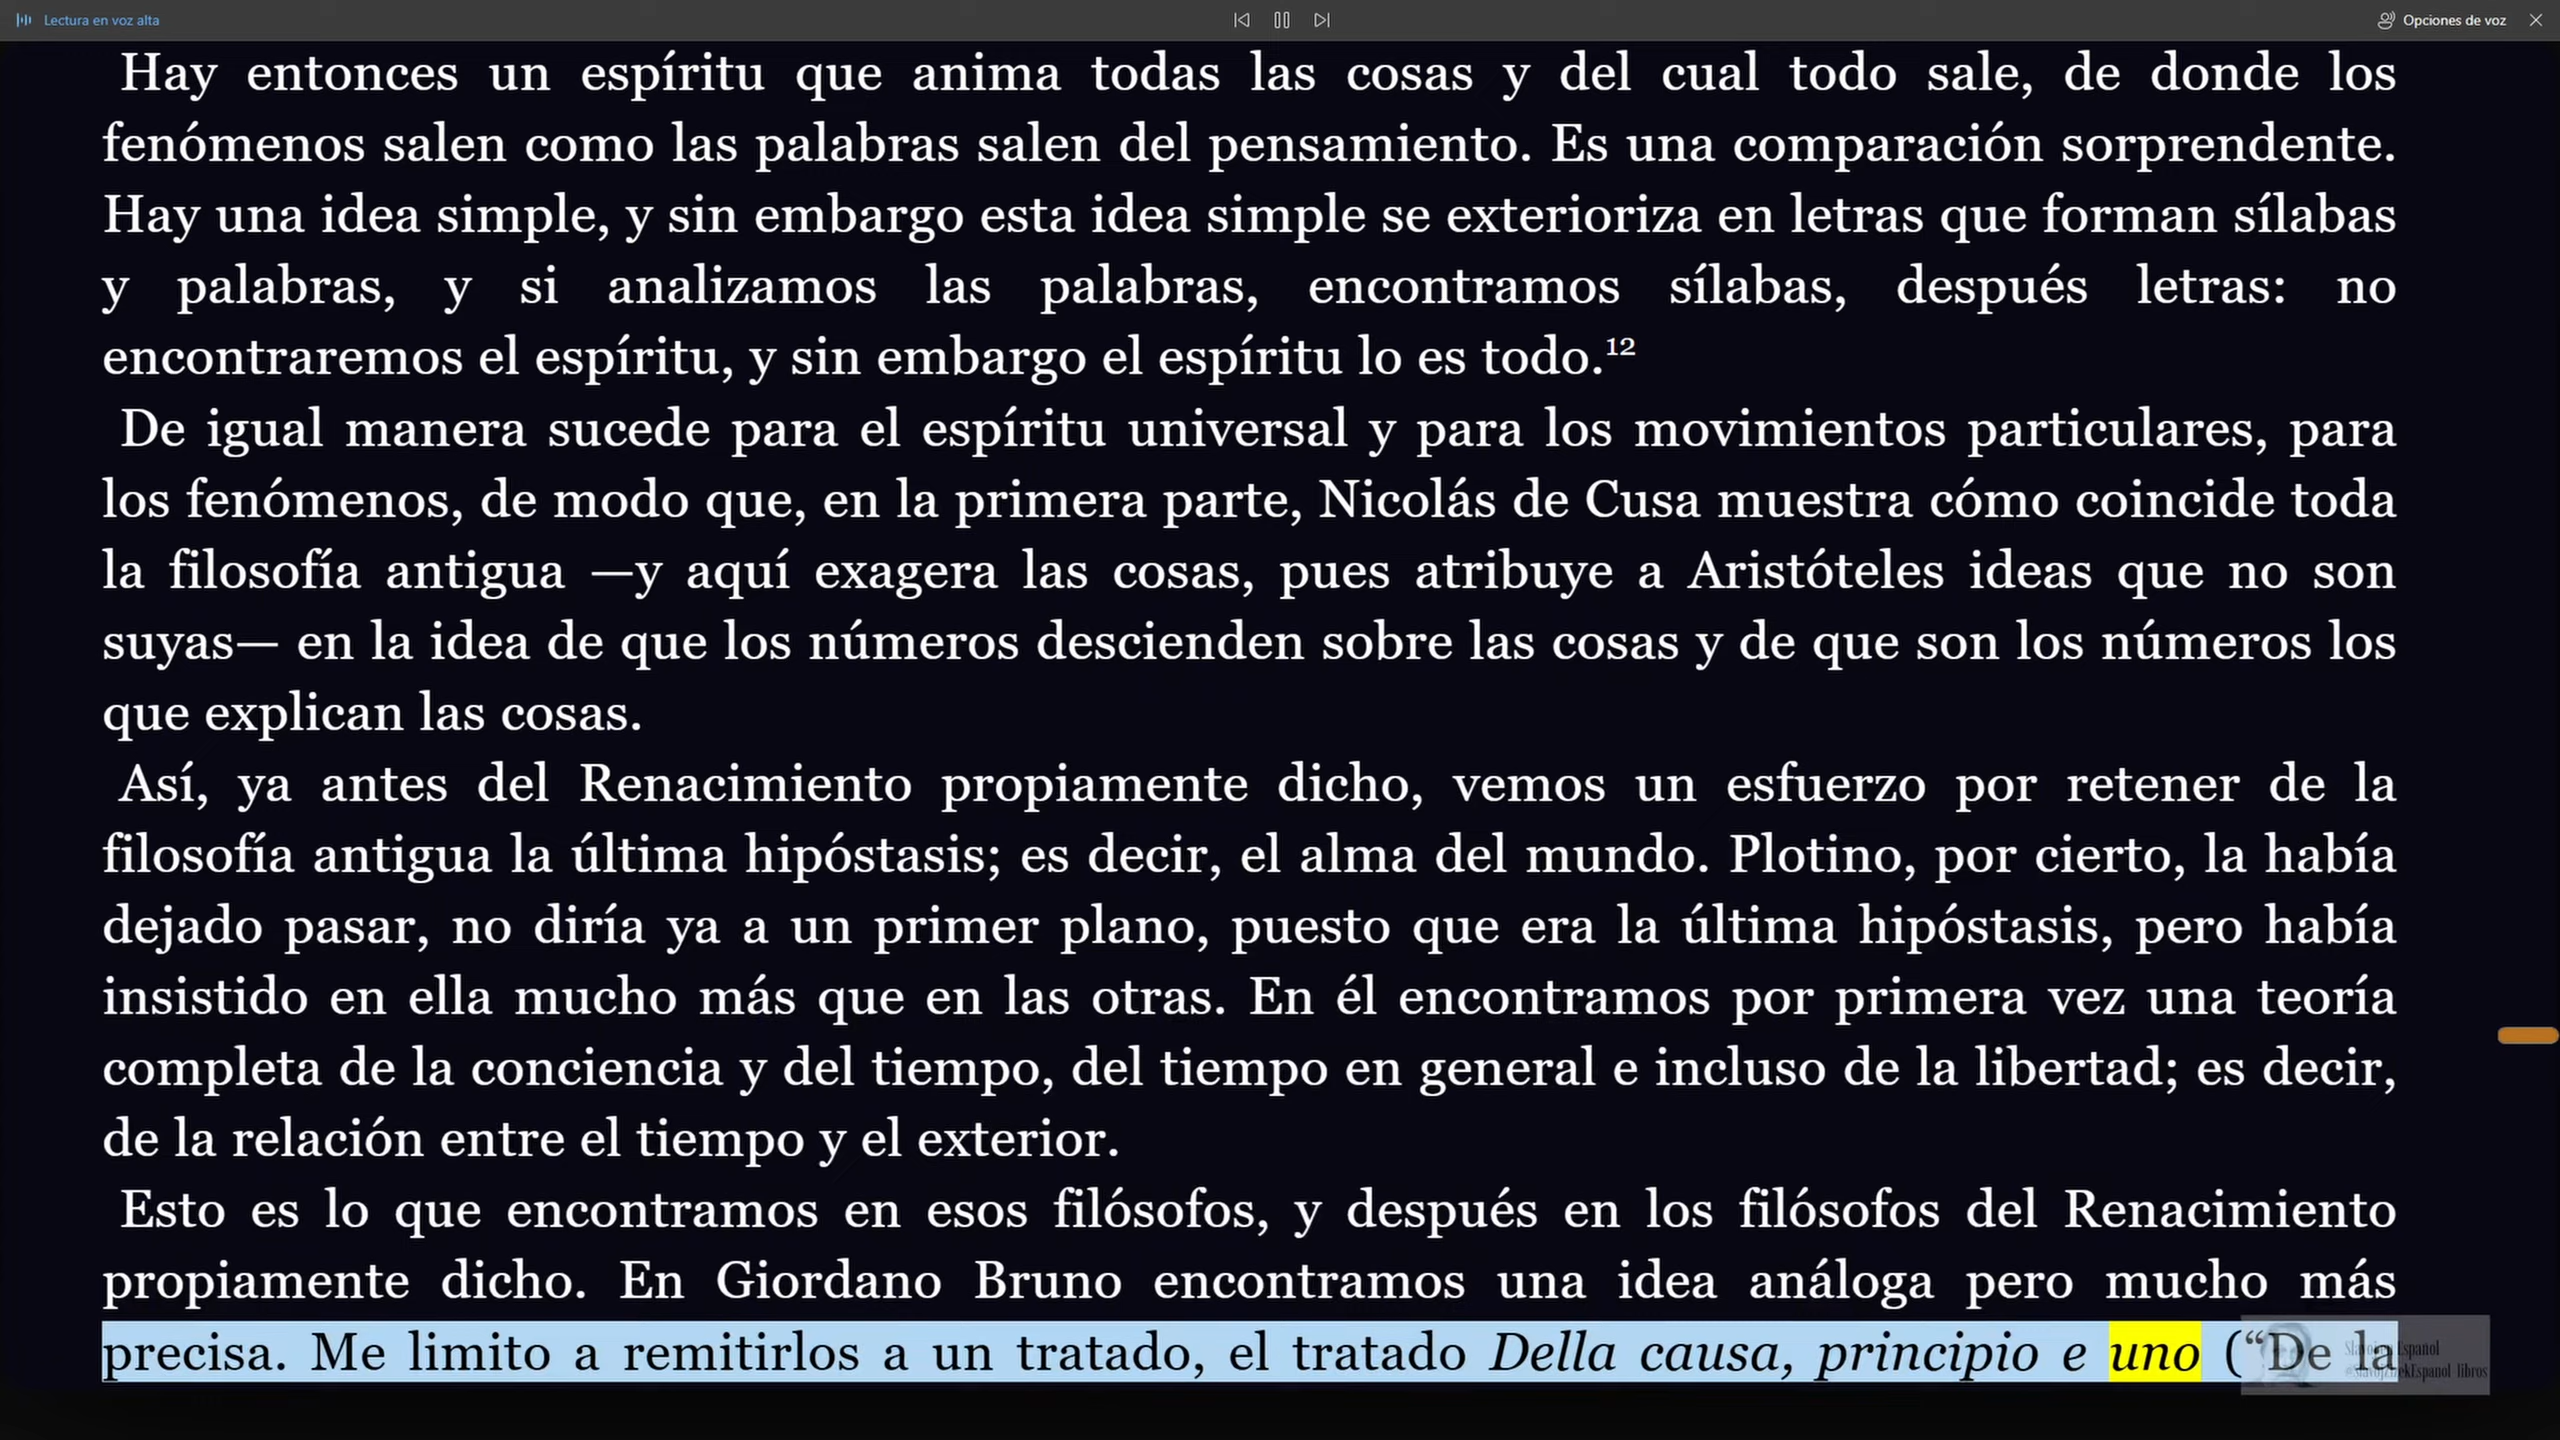 Lectura en voz alta
Opciones de voz
Hay entonces un espíritu que anima todas las cosas y del cual todo sale, de donde los
fenómenos salen como las palabras salen del pensamiento. Es una comparación sorprendente.
Hay una idea simple, y sin embargo esta idea simple se exterioriza en letras que forman sílabas
y palabras, y si analizamos las palabras, encontramos sílabas, después letras: no
encontraremos el espíritu, y sin embargo el espíritu lo es todo.¹²
De igual manera sucede para el espíritu universal y para los movimientos particulares, para
los fenómenos, de modo que, en la primera parte, Nicolás de Cusa muestra cómo coincide toda
la filosofía antigua —y aquí exagera las cosas, pues atribuye a Aristóteles ideas que no son
suyas— en la idea de que los números descienden sobre las cosas y de que son los números los
que explican las cosas.
Así, ya antes del Renacimiento propiamente dicho, vemos un esfuerzo por retener de la
filosofía antigua la última hipóstasis; es decir, el alma del mundo. Plotino, por cierto, la había
dejado pasar, no diría ya a un primer plano, puesto que era la última hipóstasis, pero había
insistido en ella mucho más que en las otras. En él encontramos por primera vez una teoría
completa de la conciencia y del tiempo, del tiempo en general e incluso de la libertad; es decir,
de la relación entre el tiempo y el exterior.
Esto es lo que encontramos en esos filósofos, y después en los filósofos del Renacimiento
propiamente dicho. En Giordano Bruno encontramos una idea análoga pero mucho más
precisa. Me limito a remitirlos a un tratado, el tratado Della causa, principio e uno (“De la
Español